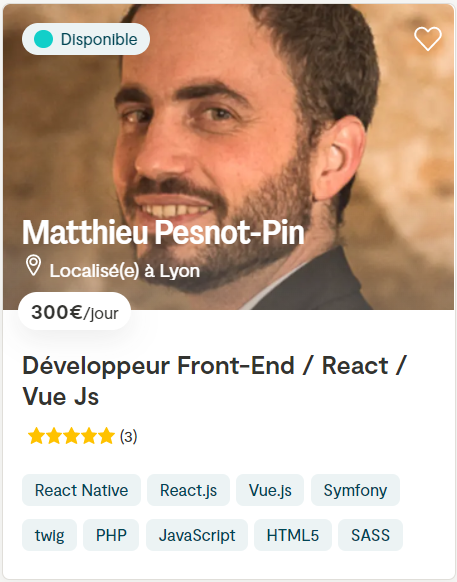 Disponible
Matthieu Pesnot-Pin
Localisé(e) à Lyon
300€/jour
Développeur Front-End / React /
Vue Js
(3)
React Native React.js Vue.js Symfony
twig PHP JavaScript HTML5 SASS